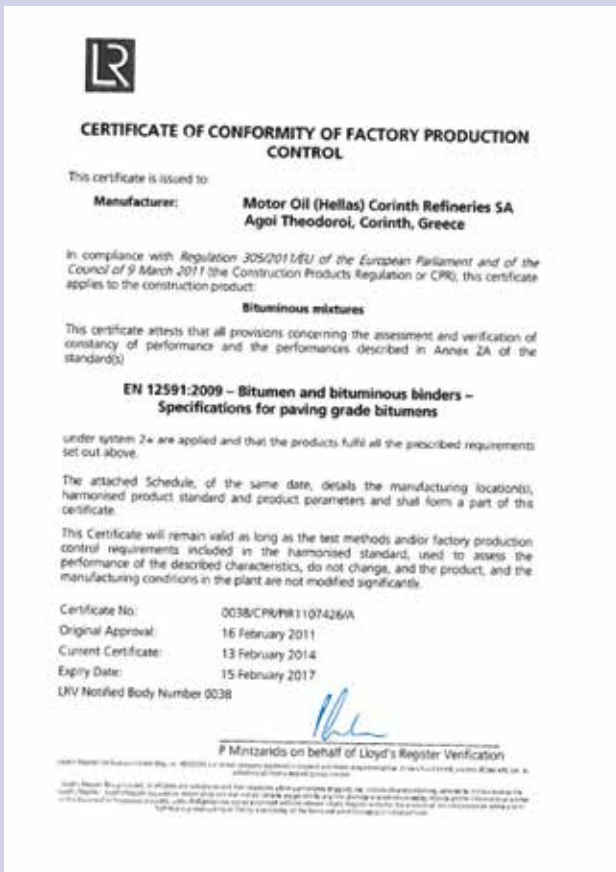 LR
CERTIFICATE OF CONFORMITY OF FACTORY PRODUCTION
CONTROL
This certificate is issued to:
Manufacturer: Motor Oil (Hellas) Corinth Refineries SA
Agoi Theodoroi, Corinth, Greece
In compliance with Regulation 305/2011/EU of the European Parliament and of the
Council of 9 March 2011 (the Construction Products Regulation or CPR), this certificate
applies to the construction product:
Bituminous mixtures
This certificate attests that all provisions concerning the assessment and verification of
constancy of performance and the performances described in Annex ZA of the
standard(s)
EN 12591:2009 – Bitumen and bituminous binders –
Specifications for paving grade bitumens
under system 2+ are applied and that the products fulfil all the prescribed requirements
set out above.
The attached Schedule, of the same date, details the manufacturing location(s),
harmonised product standard and product parameters and shall form a part of this
certificate.
This Certificate will remain valid as long as the test methods and/or factory production
control requirements included in the harmonised standard, used to assess the
performance of the described characteristics, do not change, and the product, and the
manufacturing conditions in the plant are not modified significantly.
Certificate No: 0038/CPR/PIR1107426/A
Original Approval: 16 February 2011
Current Certificate: 13 February 2014
Expiry Date: 15 February 2017
LRV Notified Body Number 0038
P Mintzaridis on behalf of Lloyd's Register Verification